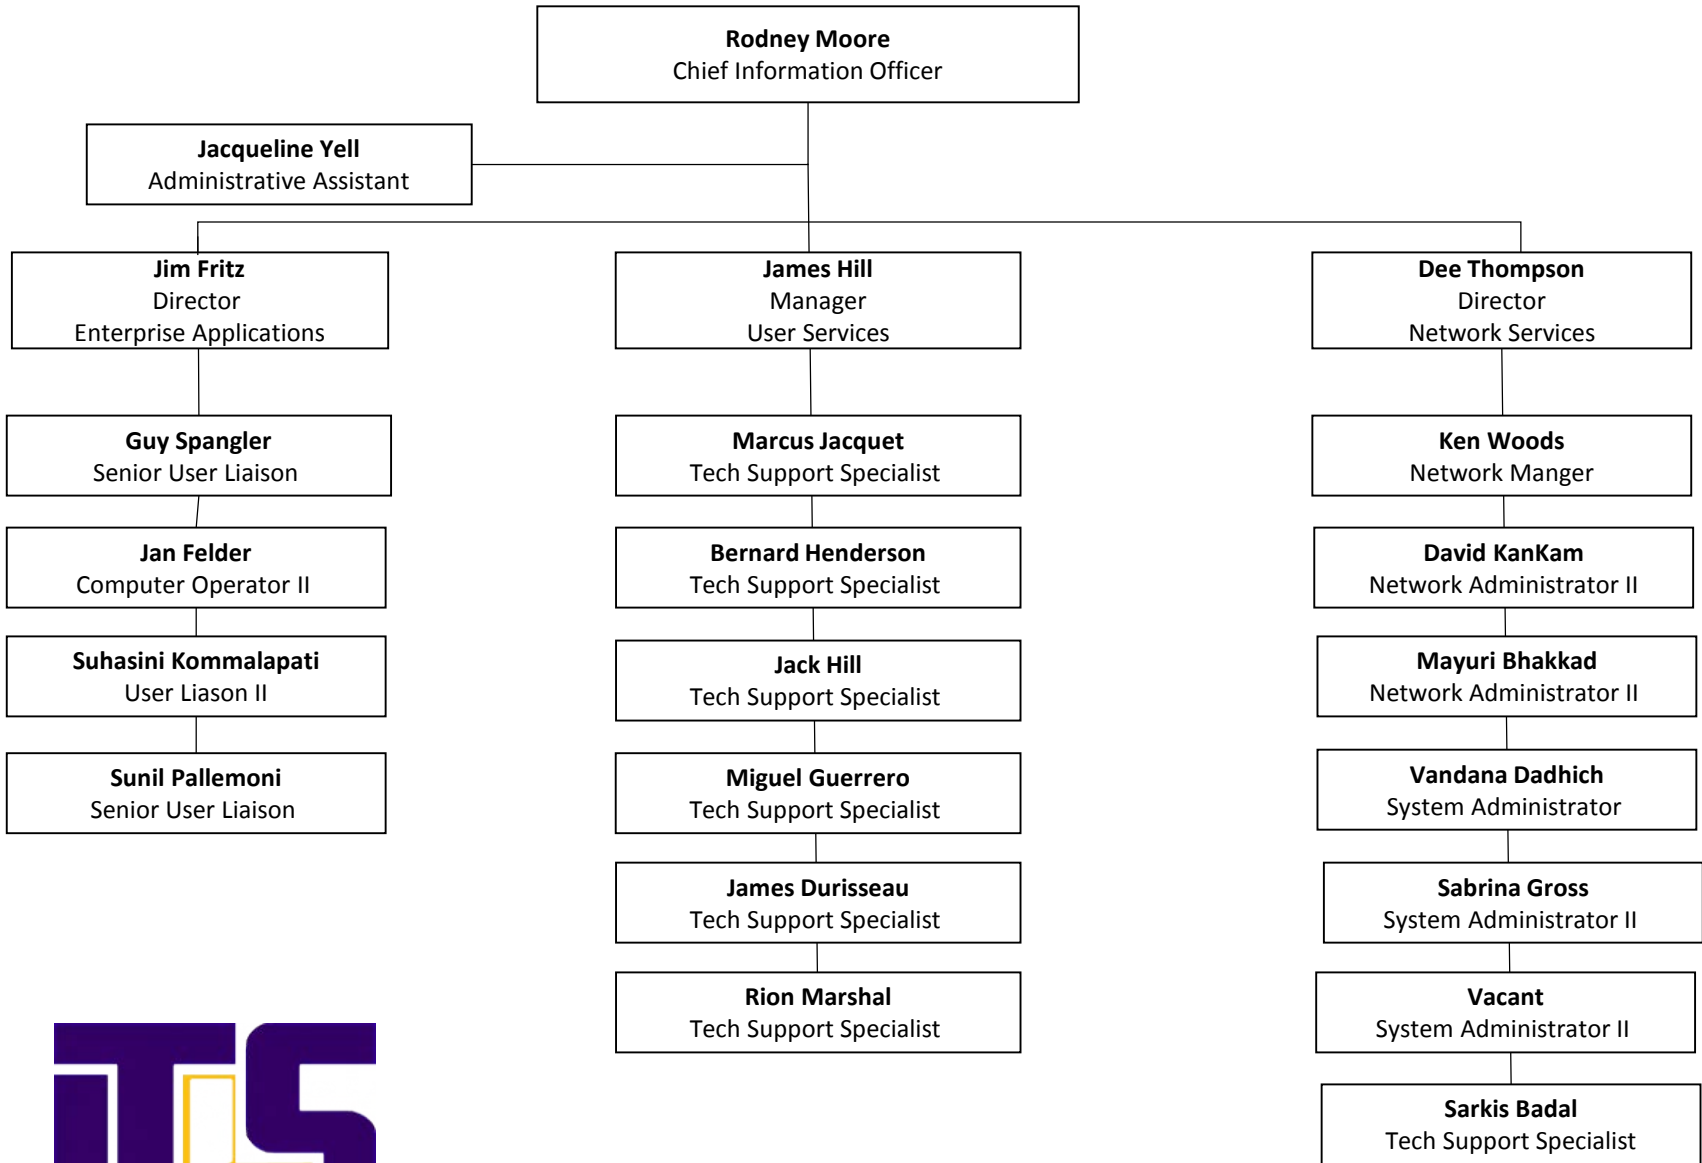 Rodney Moore
Chief Information Officer
Jacqueline Yell
Administrative Assistant
Jim Fritz
Director
Enterprise Applications
James Hill
Manager
User Services
Dee Thompson
Director
Network Services
Guy Spangler
Senior User Liaison
Marcus Jacquet
Tech Support Specialist
Ken Woods
Network Manger
Jan Felder
Computer Operator II
Bernard Henderson
Tech Support Specialist
David KanKam
Network Administrator II
Suhasini Kommalapati
User Liason II
Jack Hill
Tech Support Specialist
Mayuri Bhakkad
Network Administrator II
Sunil Pallemoni
Senior User Liaison
Miguel Guerrero
Tech Support Specialist
Vandana Dadhich
System Administrator
James Durisseau
Tech Support Specialist
Sabrina Gross
System Administrator II
Rion Marshal
Tech Support Specialist
Vacant
System Administrator II
Sarkis Badal
Tech Support Specialist
iTS